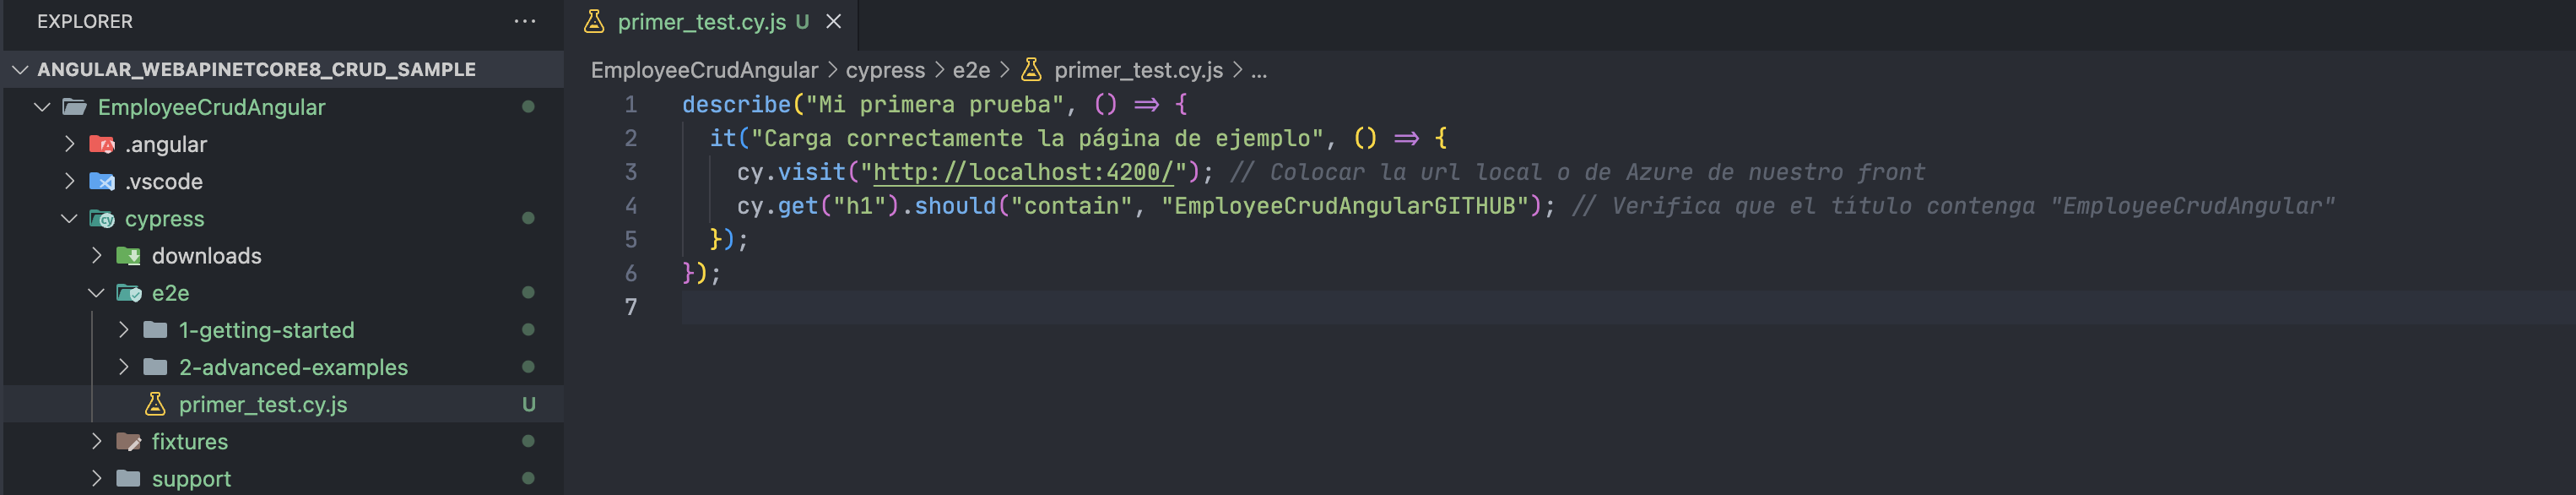 EXPLORER
ANGULAR_WEBAPINETCORE8_CRUD_SAMPLE
EmployeeCrudAngular
.angular
.vscode
cypress
downloads
e2e
1-getting-started
2-advanced-examples
primer_test.cy.js U
fixtures
support
primer_test.cy.js U
EmployeeCrudAngular > cypress > e2e > primer_test.cy.js > ...
1 describe("Mi primera prueba", () => {
2 it("Carga correctamente la página de ejemplo", () => {
3 cy.visit("http://localhost:4200/"); // Colocar la url local o de Azure de nuestro front
4 cy.get("h1").should("contain", "EmployeeCrudAngularGITHUB"); // Verifica que el título contenga "EmployeeCrudAngular"
5 });
6 });
7